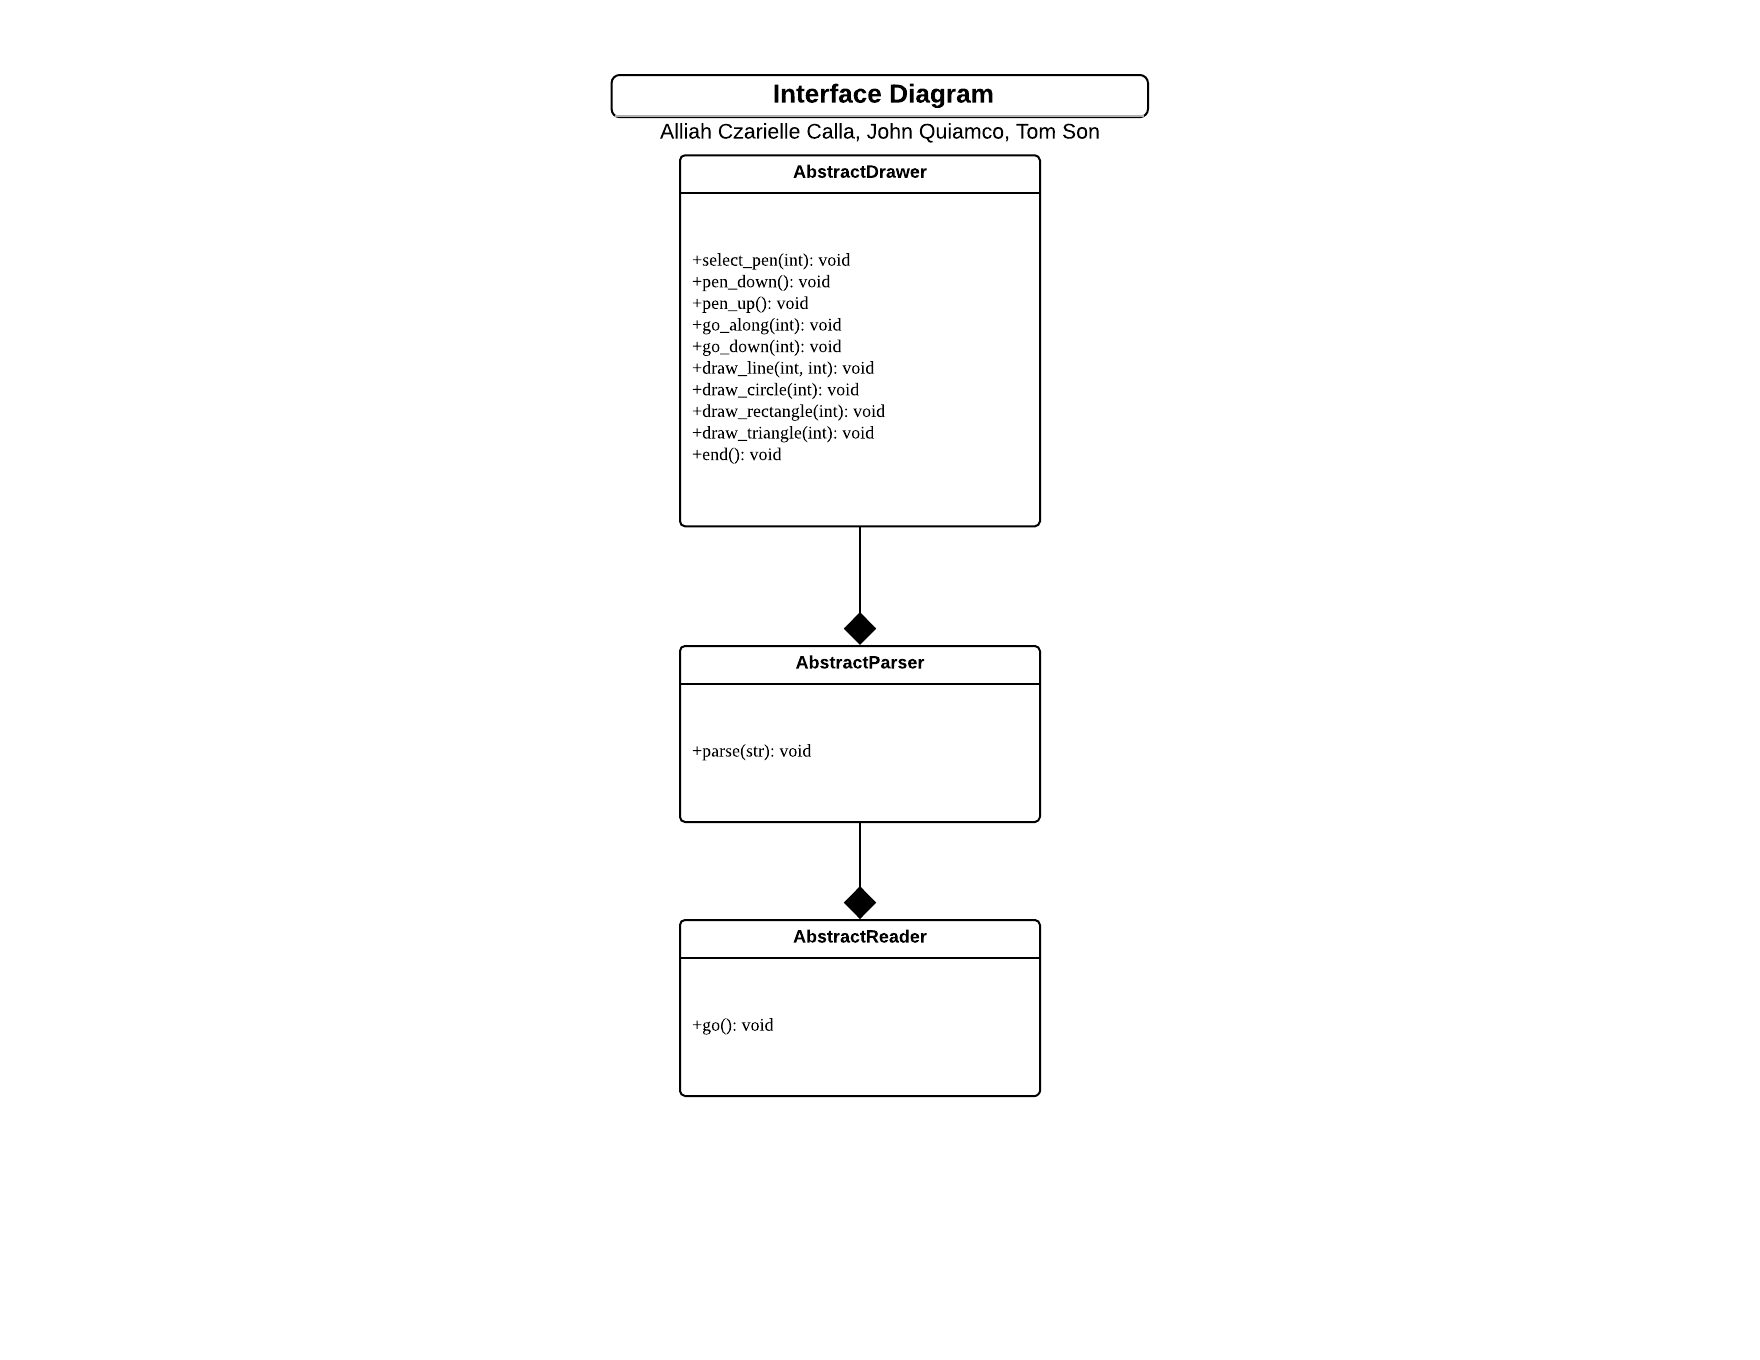 Interface Diagram
Alliah Czarielle Calla, John Quiamco, Tom Son
AbstractDrawer
+select_pen(int): void
+pen_down(): void
+pen_up(): void
+go_along(int): void
+go_down(int): void
+draw_line(int, int): void
+draw_circle(int): void
+draw_rectangle(int): void
+draw_triangle(int): void
+end(): void
AbstractParser
+parse(str): void
AbstractReader
+go(): void